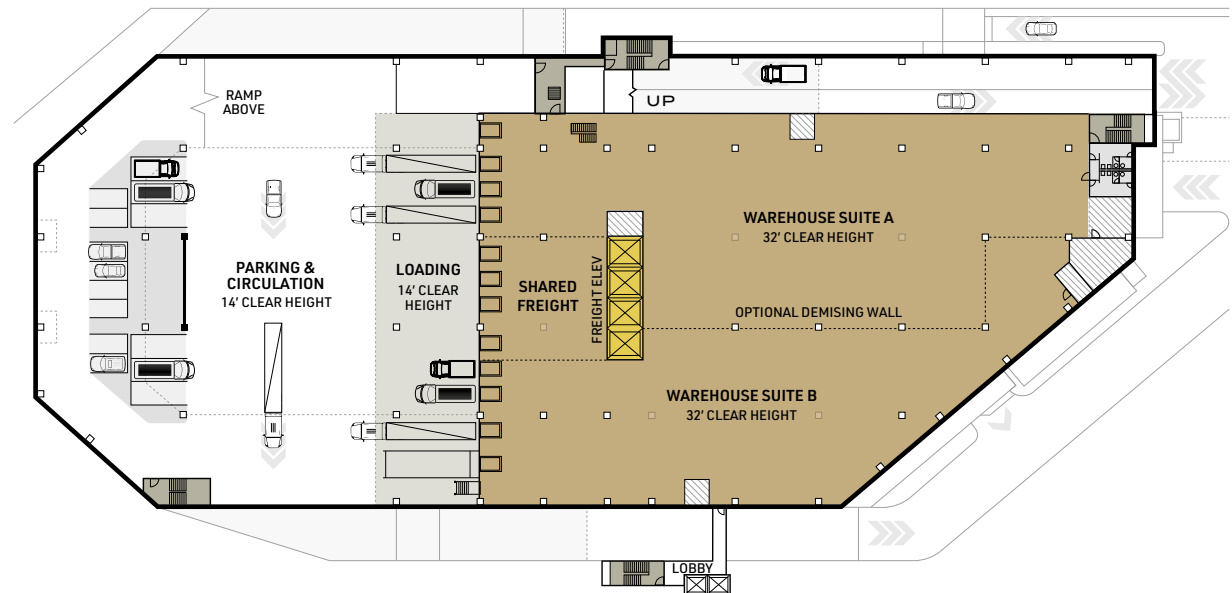 RAMP
ABOVE
UP
WAREHOUSE SUITE A
32’ CLEAR HEIGHT
PARKING &
CIRCULATION
14’ CLEAR HEIGHT
LOADING
14’ CLEAR
HEIGHT
SHARED
FREIGHT
FREIGHT ELEV
OPTIONAL DEMISING WALL
WAREHOUSE SUITE B
32’ CLEAR HEIGHT
LOBBY